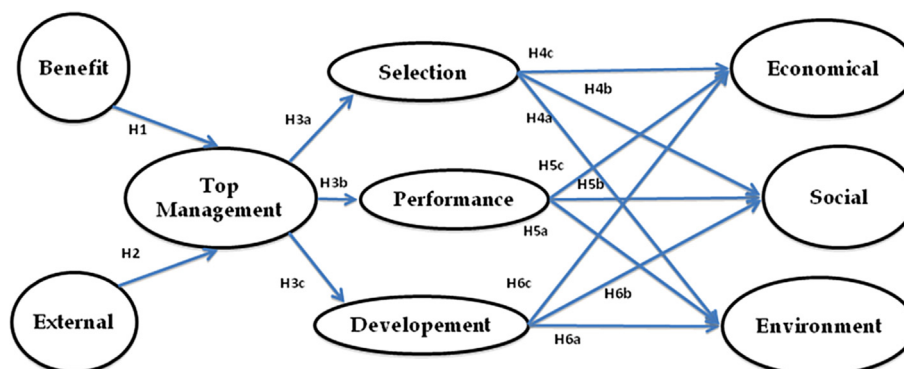 Benefit
H1
External
H2
Top
Management
H3a
H3b
H3c
Selection
Performance
Developement
H4c
H4b
H4a
H5c
H5b
H5a
H6c
H6b
H6a
Economical
Social
Environment